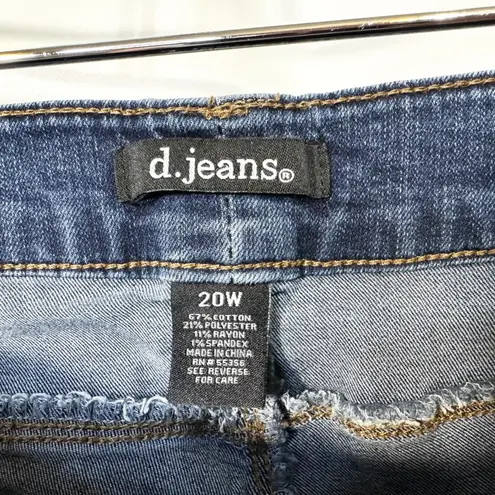 d.jeans®
20W
67% COTTON
21% POLYESTER
11% RAYON
1% SPANDEX
MADE IN CHINA
RN# 55356
SEE REVERSE
FOR CARE